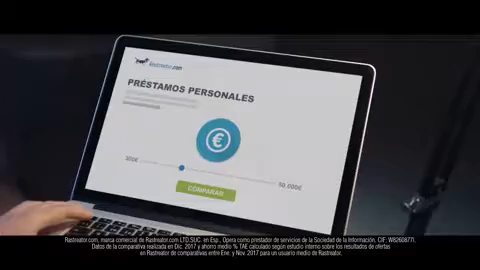 Rastreator.com
PRÉSTAMOS PERSONALES
€
50.000€
COMPARAR
Rastreator.com, marca comercial de Rastreator.com LTD.SUC. en Esp., Opera como prestador de servicios de la Sociedad de la Información. CIF: W8260877I.
Datos de la comparativa realizada en Dic. 2017 y ahorro medio % TAE calculado según estudio interno sobre los resultados de ofertas
en Rastreator de comparativas entre Ene. y Nov. 2017 para un usuario medio de Rastreator.